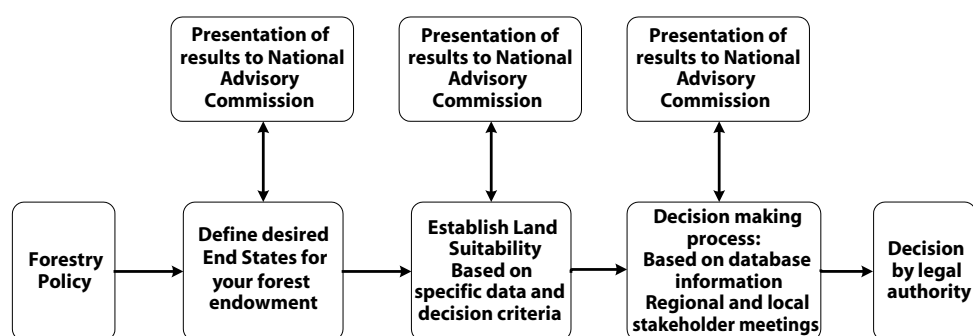 Presentation of
results to National
Advisory
Commission
Presentation of
results to National
Advisory
Commission
Presentation of
results to National
Advisory
Commission
Forestry
Policy
Define desired
End States for
your forest
endowment
Establish Land
Suitability
Based on
specific data and
decision criteria
Decision making
process:
Based on database
information
Regional and local
stakeholder meetings
Decision
by legal
authority